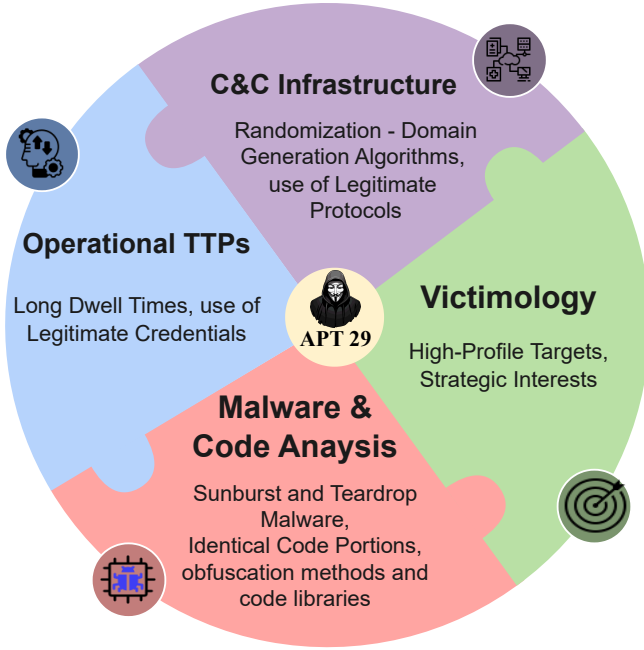 C&C Infrastructure
Randomization - Domain
Generation Algorithms,
use of Legitimate
Protocols
Operational TTPs
Long Dwell Times, use of
Legitimate Credentials
APT 29
Victimology
High-Profile Targets,
Strategic Interests
Malware &
Code Anaysis
Sunburst and Teardrop
Malware,
Identical Code Portions,
obfuscation methods and
code libraries